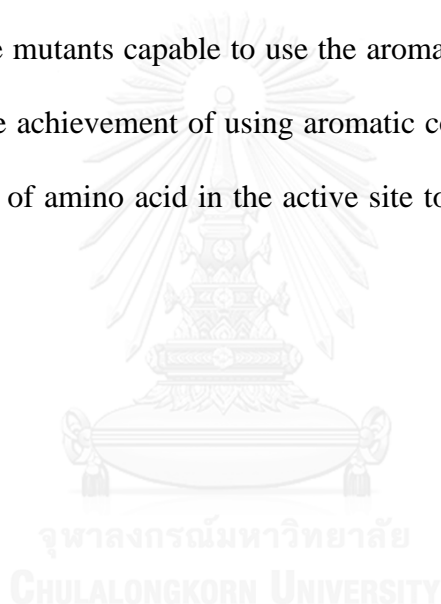 e mutants capable to use the aroma
e achievement of using aromatic co
of amino acid in the active site to
จุฬาลงกรณ์มหาวิทยาลัย
CHULALONGKORN UNIVERSITY